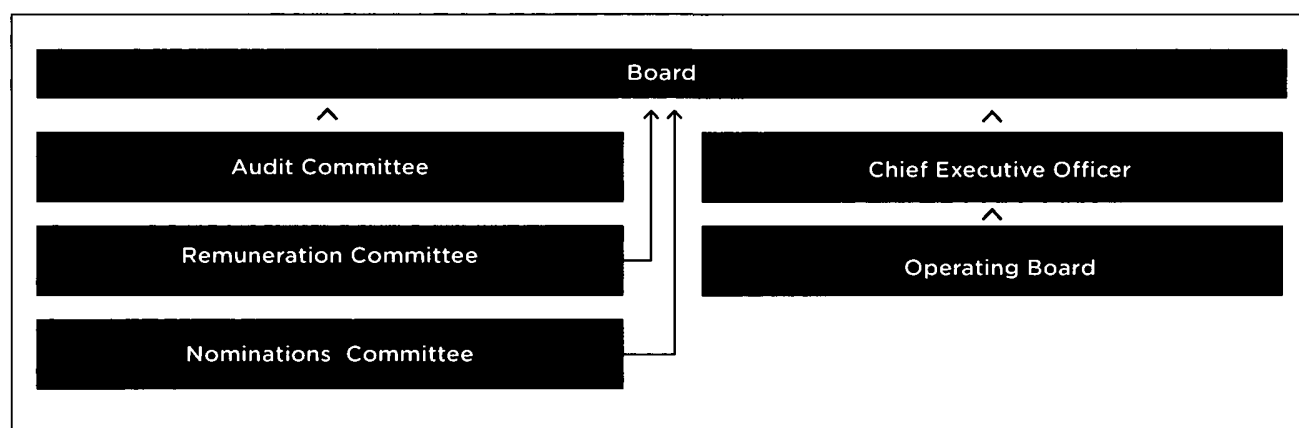 Board
Audit Committee
Chief Executive Officer
Remuneration Committee
Operating Board
Nominations Committee